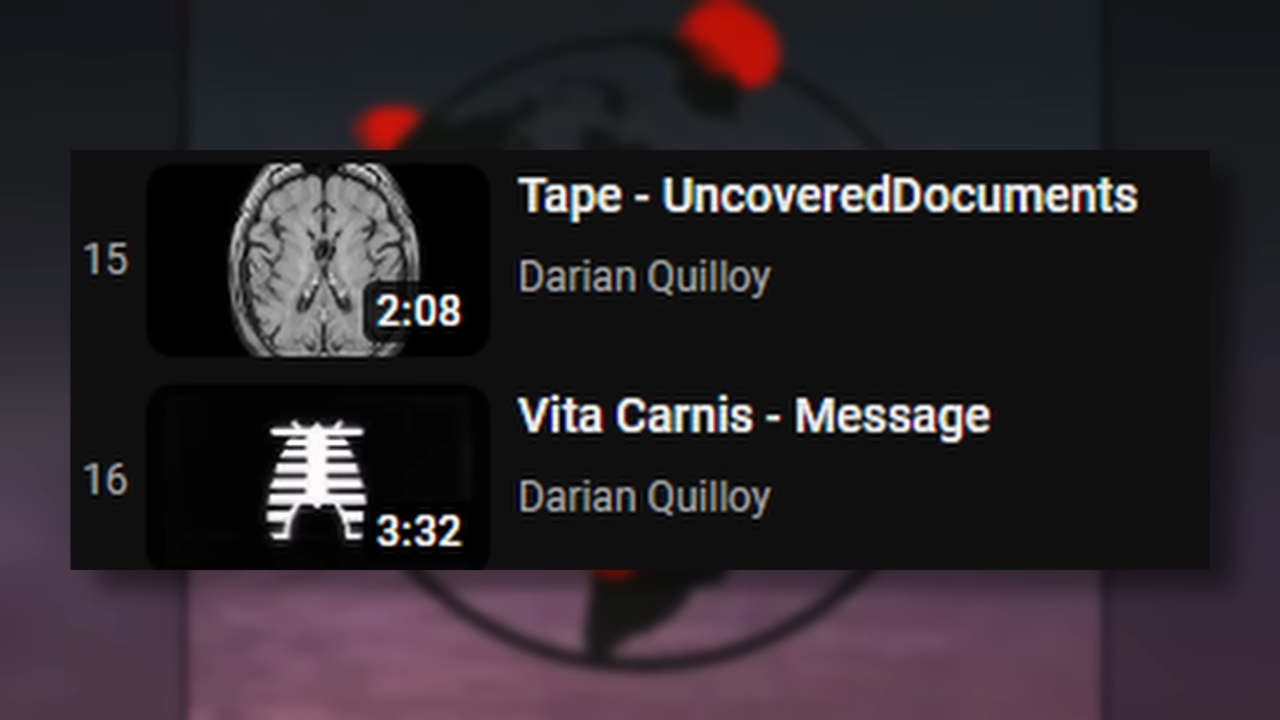 15
2:08
Tape - UncoveredDocuments
Darian Quilloy
16
3:32
Vita Carnis - Message
Darian Quilloy